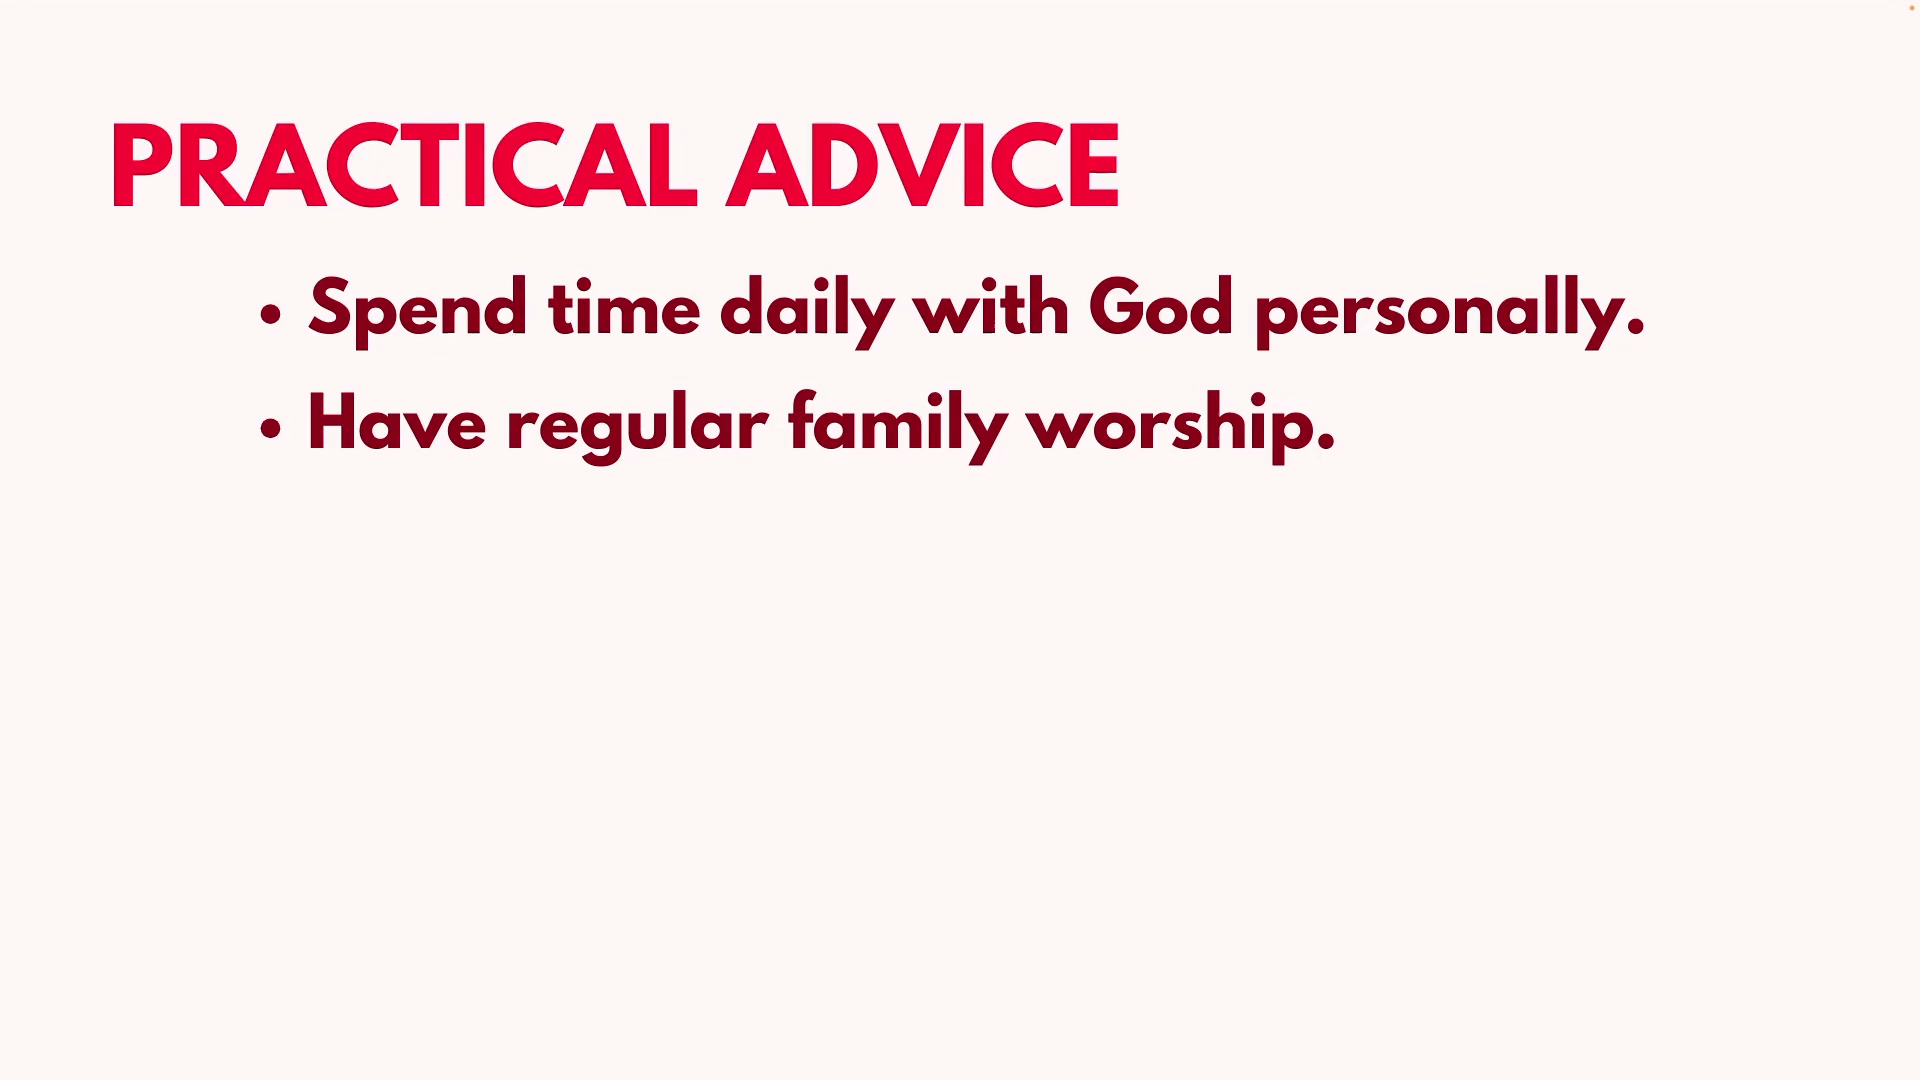 PRACTICAL ADVICE
• Spend time daily with God personally.
• Have regular family worship.